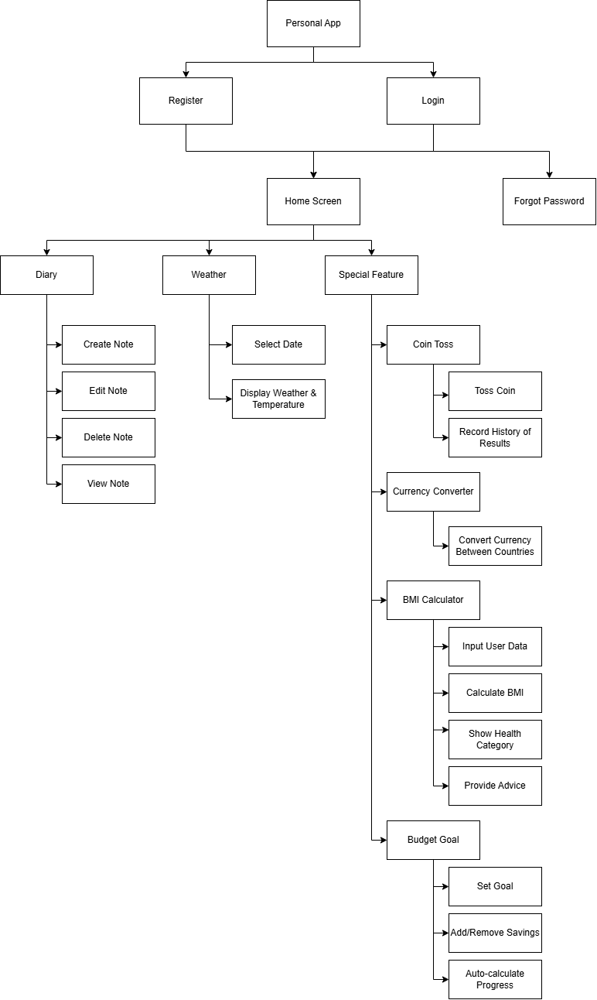 Personal App
Register
Login
Home Screen
Forgot Password
Diary
Weather
Special Feature
Create Note
Edit Note
Delete Note
View Note
Select Date
Display Weather &
Temperature
Coin Toss
Toss Coin
Record History of
Results
Currency Converter
Convert Currency
Between Countries
BMI Calculator
Input User Data
Calculate BMI
Show Health
Category
Provide Advice
Budget Goal
Set Goal
Add/Remove Savings
Auto-calculate
Progress